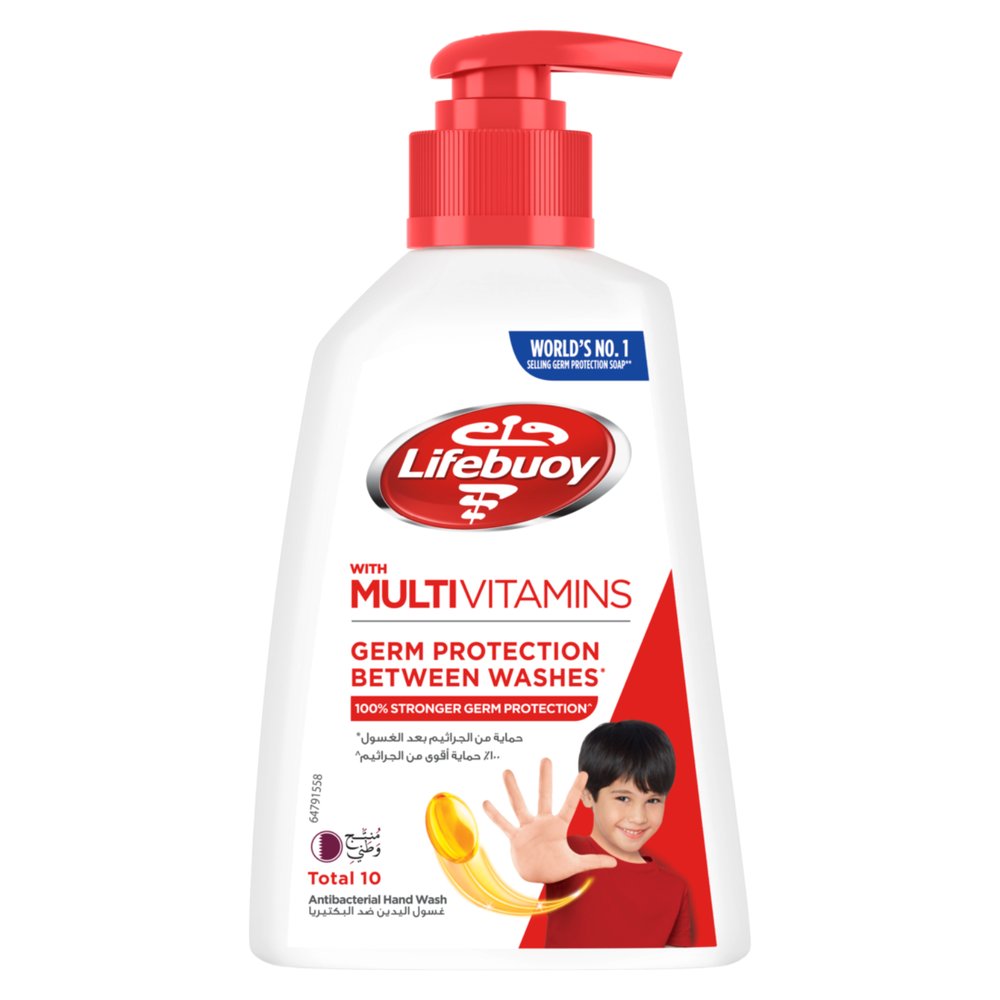 WORLD'S NO. 1
SELLING GERM PROTECTION SOAP**
Lifebuoy
WITH
MULTIVITAMINS
GERM PROTECTION
BETWEEN WASHES*
100% STRONGER GERM PROTECTION^
حماية من الجراثيم بعد الغسول*
١٠٠٪ حماية أقوى من الجراثيم^
64791558
مُنتَج
وَطَنِي
Total 10
Antibacterial Hand Wash
غسول اليدين ضد البكتيريا